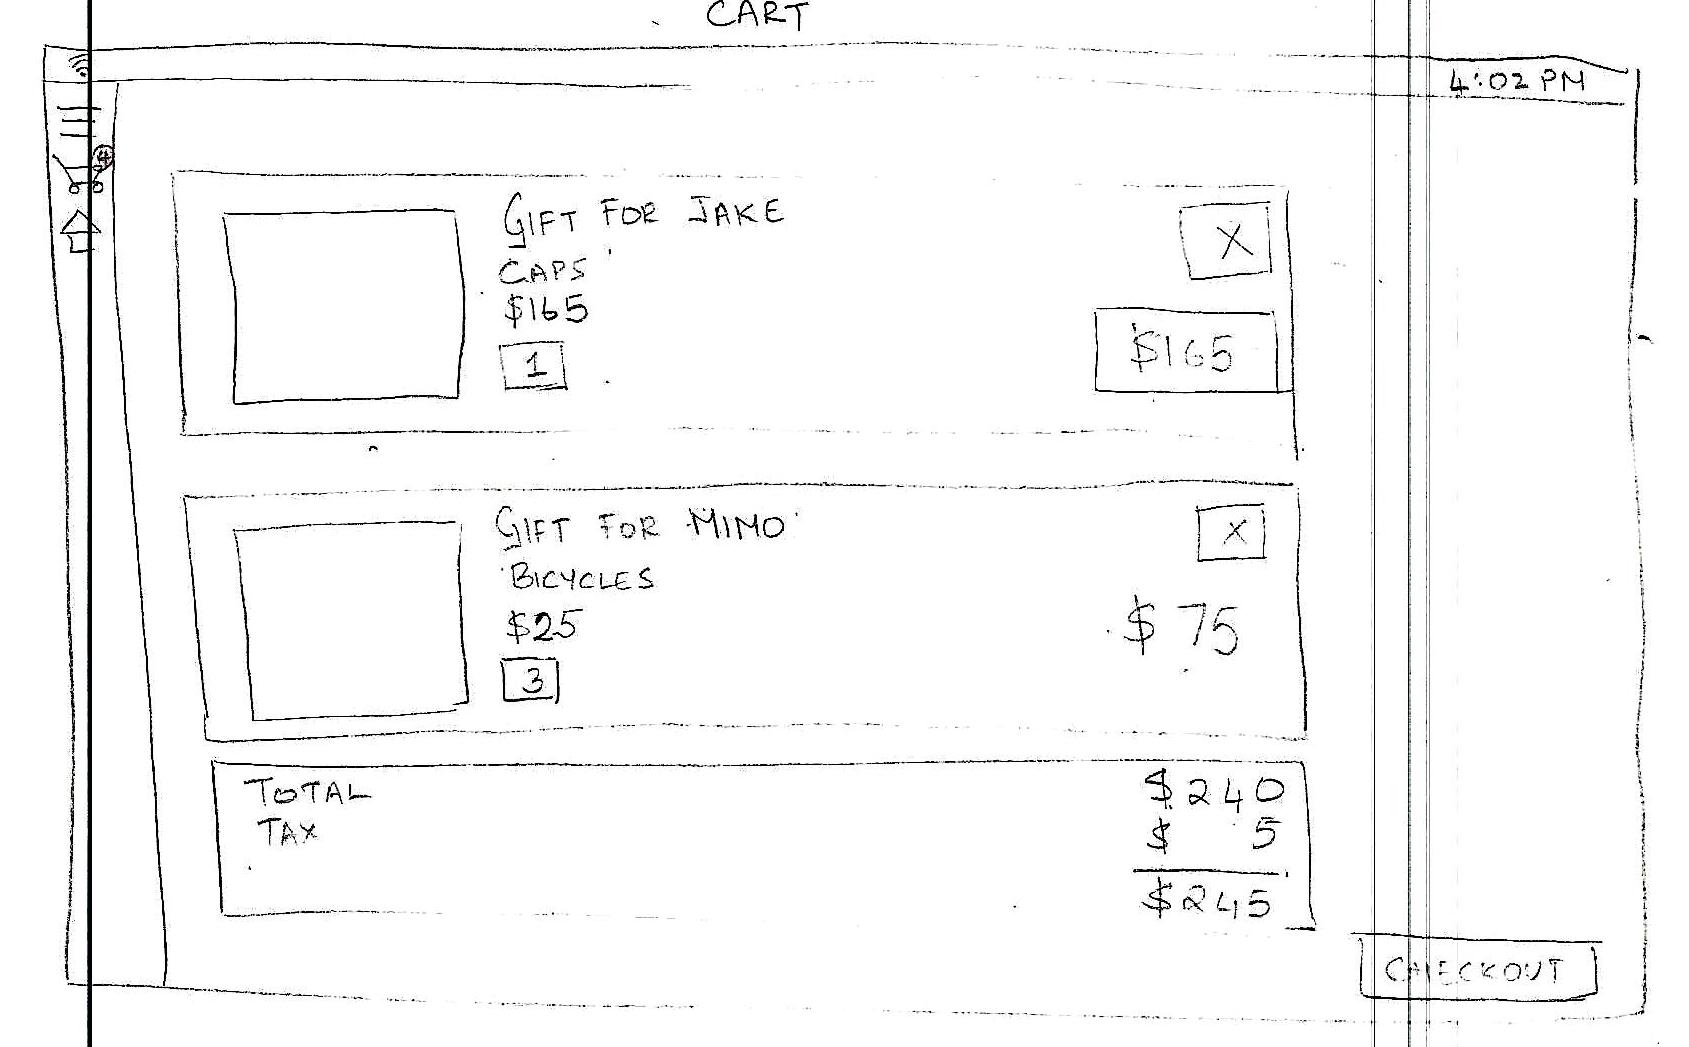 CART
4:02 PM
4
GIFT FOR JAKE
X
CAPS
$165
$165
1
GIFT FOR MIMO
X
BICYCLES
$25
$75
3
TOTAL $240
TAX $ 5
$245
CHECKOUT